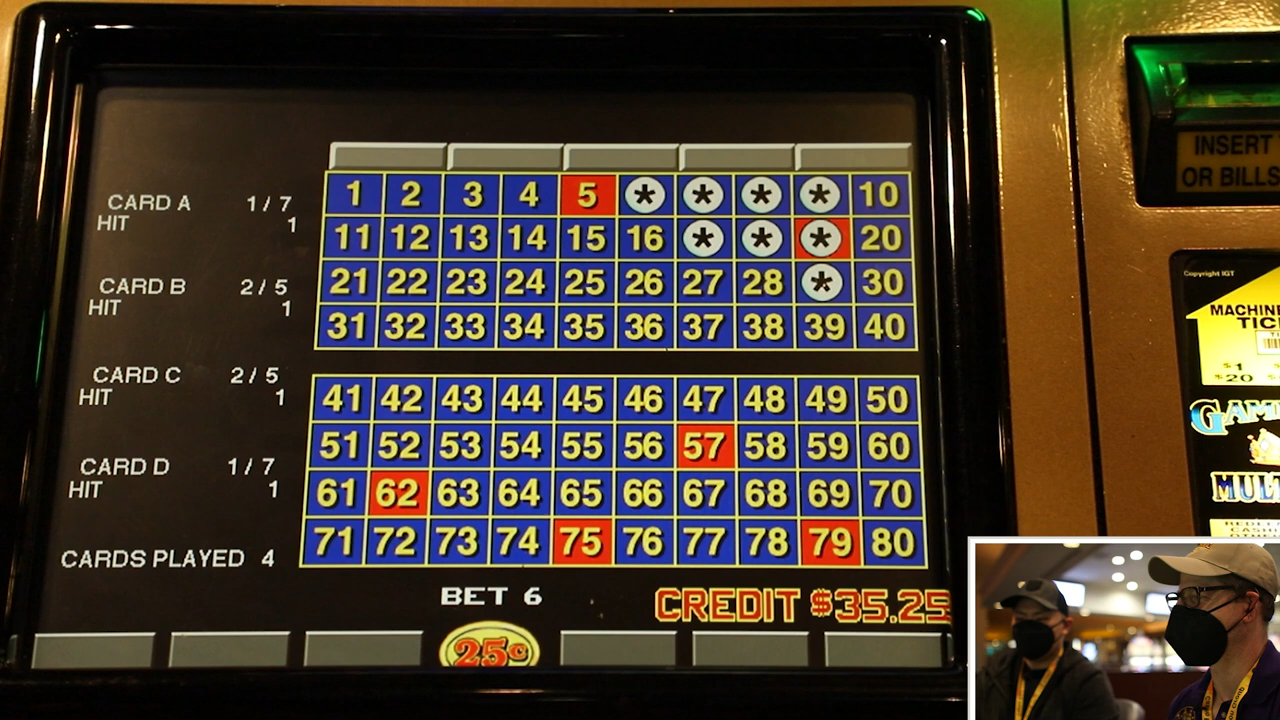 CARD A 1/7
HIT 1
CARD B 2/5
HIT 1
CARD C 2/5
HIT 1
CARD D 1/7
HIT 1
CARDS PLAYED 4
1 2 3 4 5 * * * * 10
11 12 13 14 15 16 * * * 20
21 22 23 24 25 26 27 28 * 30
31 32 33 34 35 36 37 38 39 40
41 42 43 44 45 46 47 48 49 50
51 52 53 54 55 56 57 58 59 60
61 62 63 64 65 66 67 68 69 70
71 72 73 74 75 76 77 78 79 80
BET 6
CREDIT $35.25
25¢
INSERT
OR BILLS
Copyright IGT
MACHINE
TIC
$1
$20
GAM
MULT